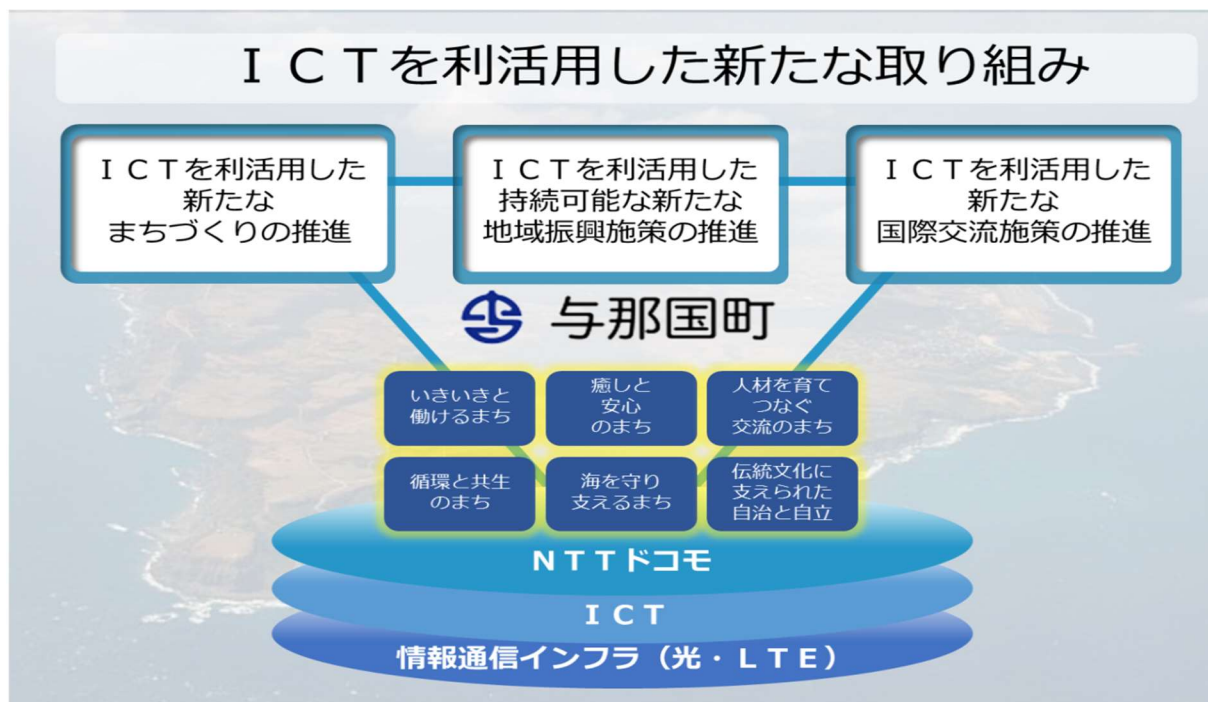 ＩＣＴを利活用した新たな取り組み
ＩＣＴを利活用した
新たな
まちづくりの推進
ＩＣＴを利活用した
持続可能な新たな
地域振興施策の推進
ＩＣＴを利活用した
新たな
国際交流施策の推進
与那国町
いきいきと
働けるまち
癒しと
安心
のまち
人材を育て
つなぐ
交流のまち
循環と共生
のまち
海を守り
支えるまち
伝統文化に
支えられた
自治と自立
ＮＴＴドコモ
ＩＣＴ
情報通信インフラ（光・ＬＴＥ）